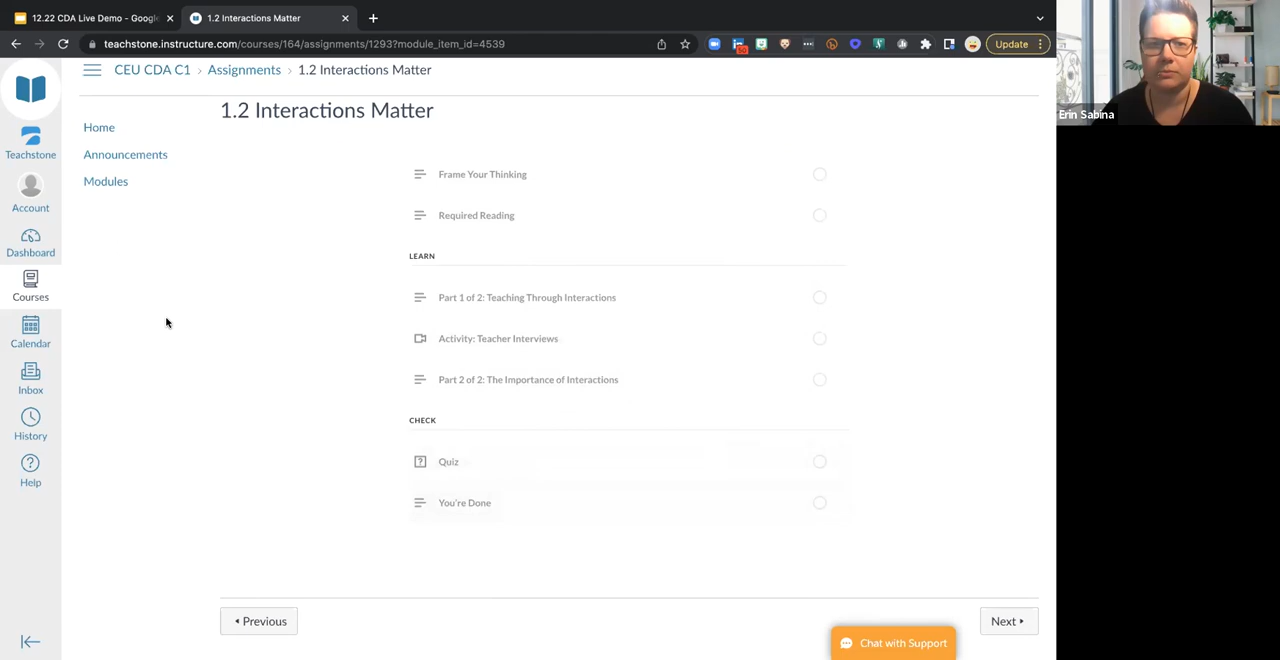 12.22 CDA Live Demo - Google
1.2 Interactions Matter
teachstone.instructure.com/courses/164/assignments/1293?module_item_id=4539
Update
Erin Sabina
CEU CDA C1 › Assignments › 1.2 Interactions Matter
1.2 Interactions Matter
Home
Announcements
Modules
Teachstone
Account
Dashboard
Courses
Calendar
Inbox
History
Help
Frame Your Thinking
Required Reading
LEARN
Part 1 of 2: Teaching Through Interactions
Activity: Teacher Interviews
Part 2 of 2: The Importance of Interactions
CHECK
Quiz
You're Done
Previous
Next
Chat with Support